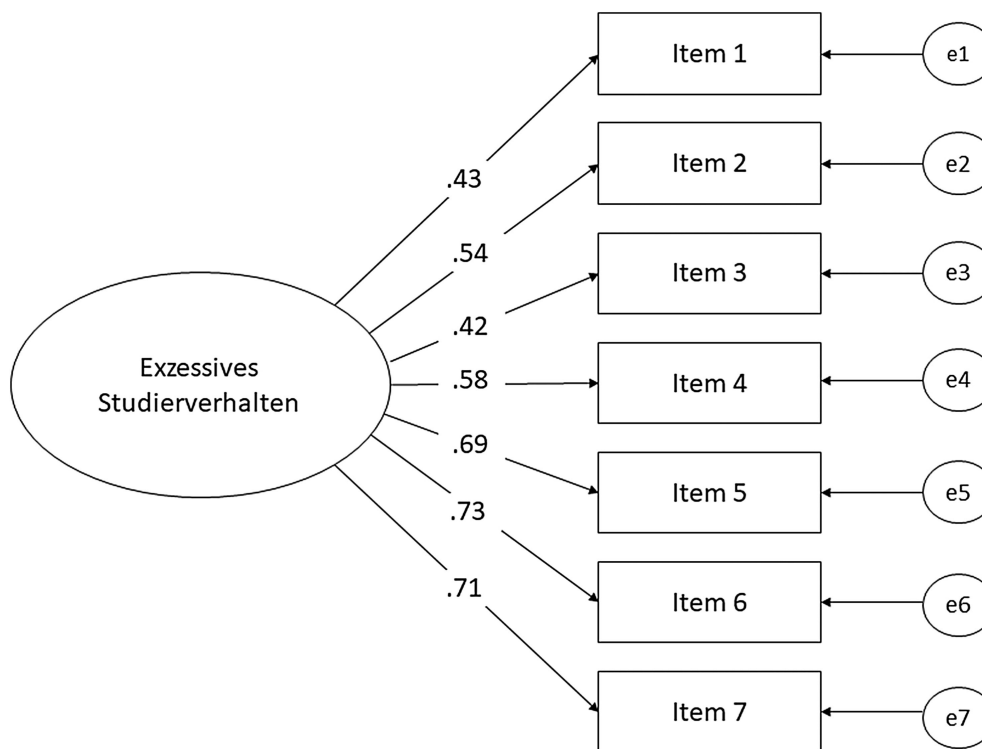 Item 1
e1
Item 2
e2
.43
.54
Item 3
e3
.42
Exzessives
Studierverhalten
.58
Item 4
e4
.69
Item 5
e5
.73
Item 6
e6
.71
Item 7
e7